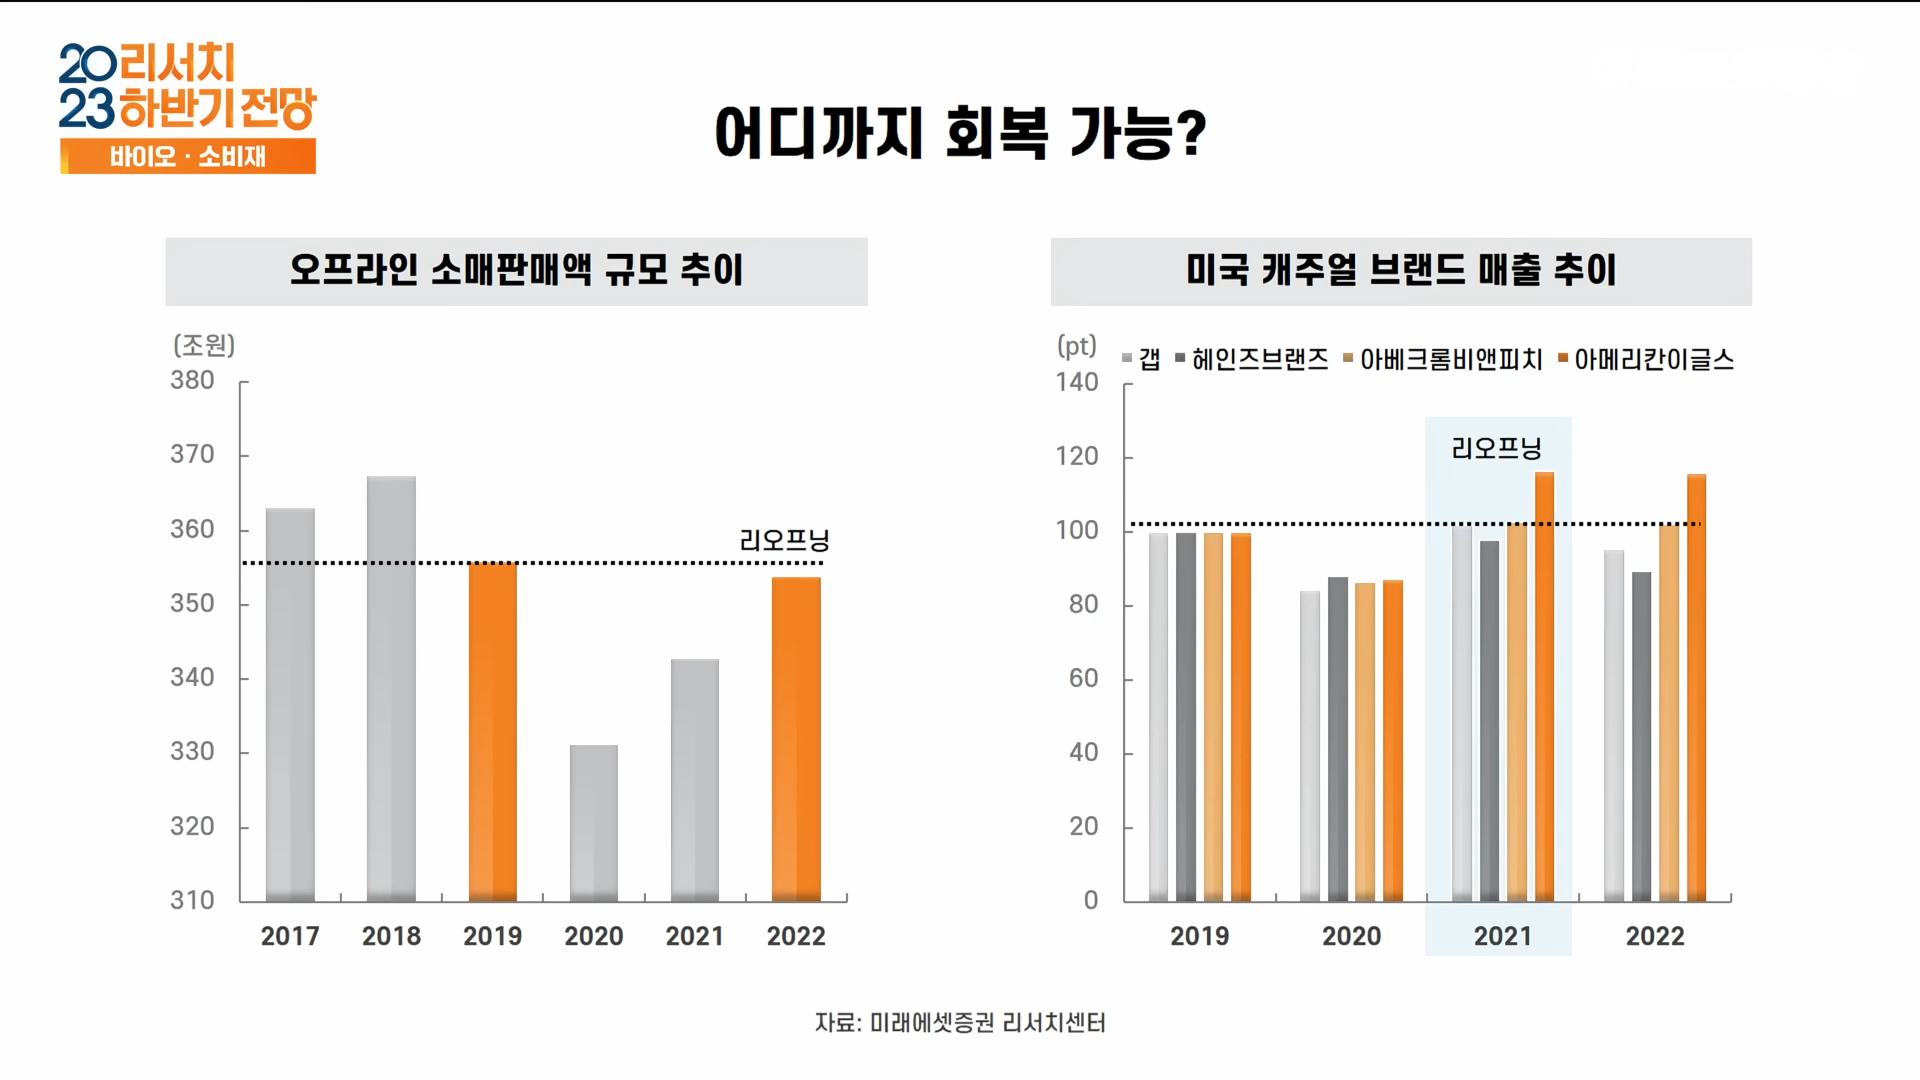 2023
리서치
하반기 전망
바이오 · 소비재
어디까지 회복 가능?
오프라인 소매판매액 규모 추이
(조원)
380
370
360
350
340
330
320
310
리오프닝
2017 2018 2019 2020 2021 2022
미국 캐주얼 브랜드 매출 추이
(pt)
갭 헤인즈브랜즈 아베크롬비앤피치 아메리칸이글스
140
120
100
80
60
40
20
0
리오프닝
2019 2020 2021 2022
자료: 미래에셋증권 리서치센터